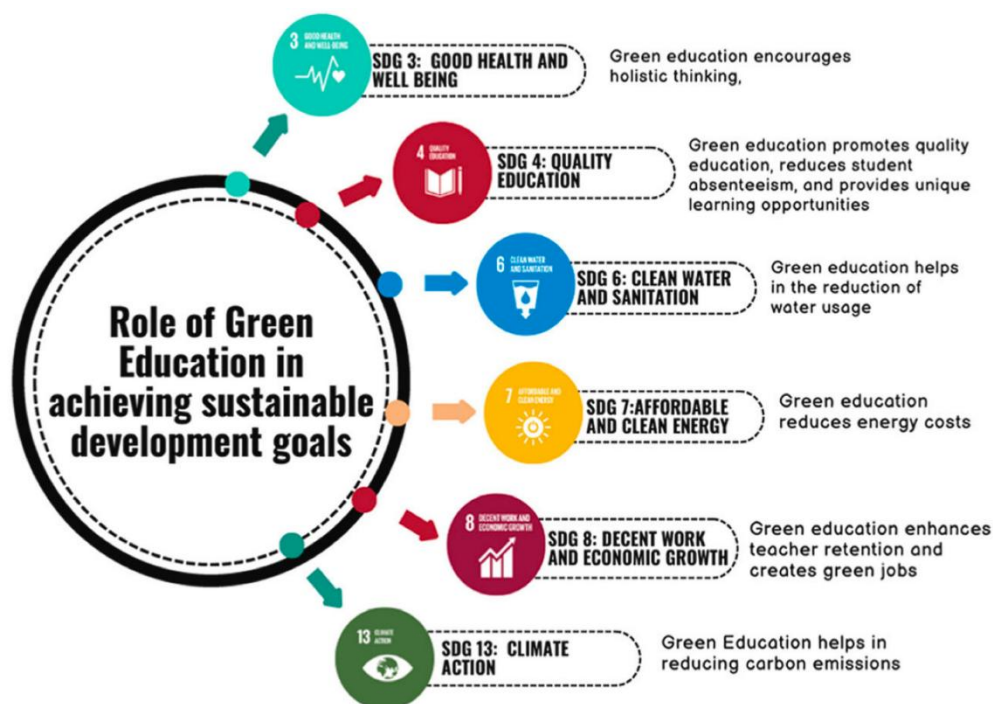 3 GOOD HEALTH
AND WELL-BEING
SDG 3:  GOOD HEALTH AND
WELL BEING
Green education encourages
holistic thinking,
4 QUALITY
EDUCATION
SDG 4: QUALITY
EDUCATION
Green education promotes quality
education, reduces student
absenteeism, and provides unique
learning opportunities
6 CLEAN WATER
AND SANITATION
SDG 6: CLEAN WATER
AND SANITATION
Green education helps
in the reduction of
water usage
Role of Green
Education in
achieving sustainable
development goals
7 AFFORDABLE AND
CLEAN ENERGY
SDG 7:AFFORDABLE
AND CLEAN ENERGY
Green education
reduces energy costs
8 DECENT WORK AND
ECONOMIC GROWTH
SDG 8: DECENT WORK
AND ECONOMIC GROWTH
Green education enhances
teacher retention and
creates green jobs
13 CLIMATE
ACTION
SDG 13:  CLIMATE
ACTION
Green Education helps in
reducing carbon emissions